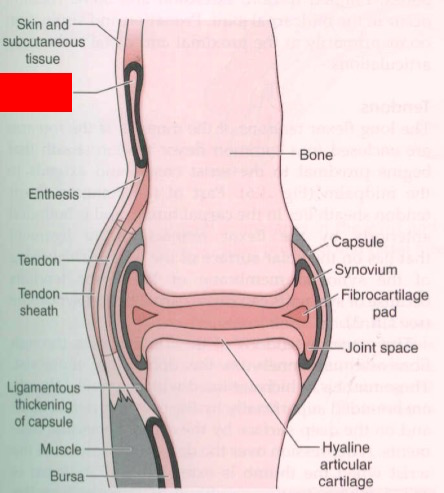 Skin and
subcutaneous
tissue
Enthesis
Tendon
Tendon
sheath
Ligamentous
thickening
of capsule
Muscle
Bursa
Bone
Capsule
Synovium
Fibrocartilage
pad
Joint space
Hyaline
articular
cartilage